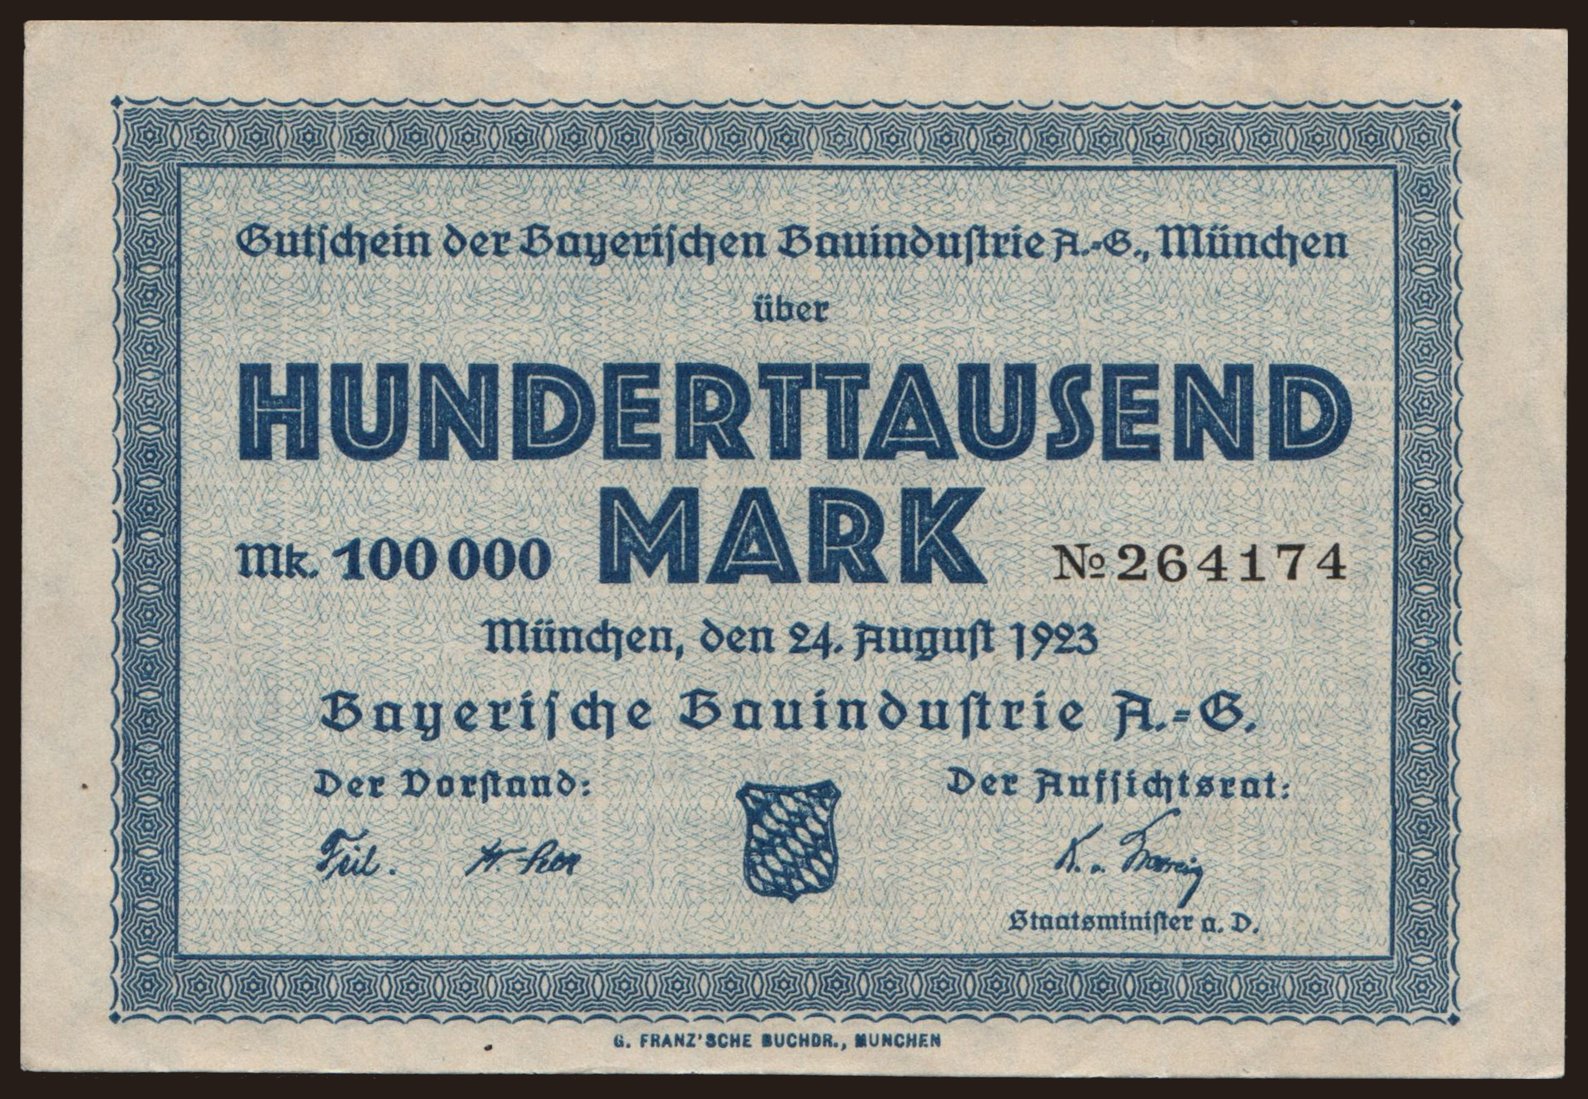 Gutschein der Bayerischen Bauindustrie A.-G., München
über
HUNDERTTAUSEND
MARK
Mk. 100 000
№ 264174
München, den 24. August 1923
Bayerische Bauindustrie A.-G.
Der Vorstand:
Der Aufsichtsrat:
Staatsminister a. D.
G. FRANZ'SCHE BUCHDR., MUNCHEN